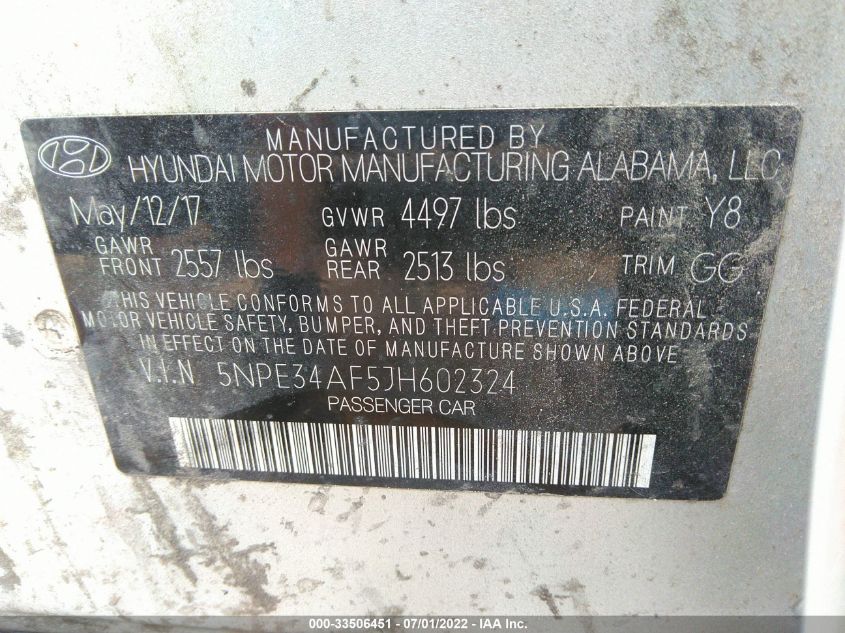 MANUFACTURED BY
HYUNDAI MOTOR MANUFACTURING ALABAMA, LLC
May/12/17 GVWR 4497 lbs PAINT Y8
GAWR FRONT 2557 lbs GAWR REAR 2513 lbs TRIM GG
THIS VEHICLE CONFORMS TO ALL APPLICABLE U.S.A. FEDERAL
MOTOR VEHICLE SAFETY, BUMPER, AND THEFT PREVENTION STANDARDS
IN EFFECT ON THE DATE OF MANUFACTURE SHOWN ABOVE.
V.I.N 5NPE34AF5JH602324
PASSENGER CAR
000-33506451 - 07/01/2022 - IAA Inc.